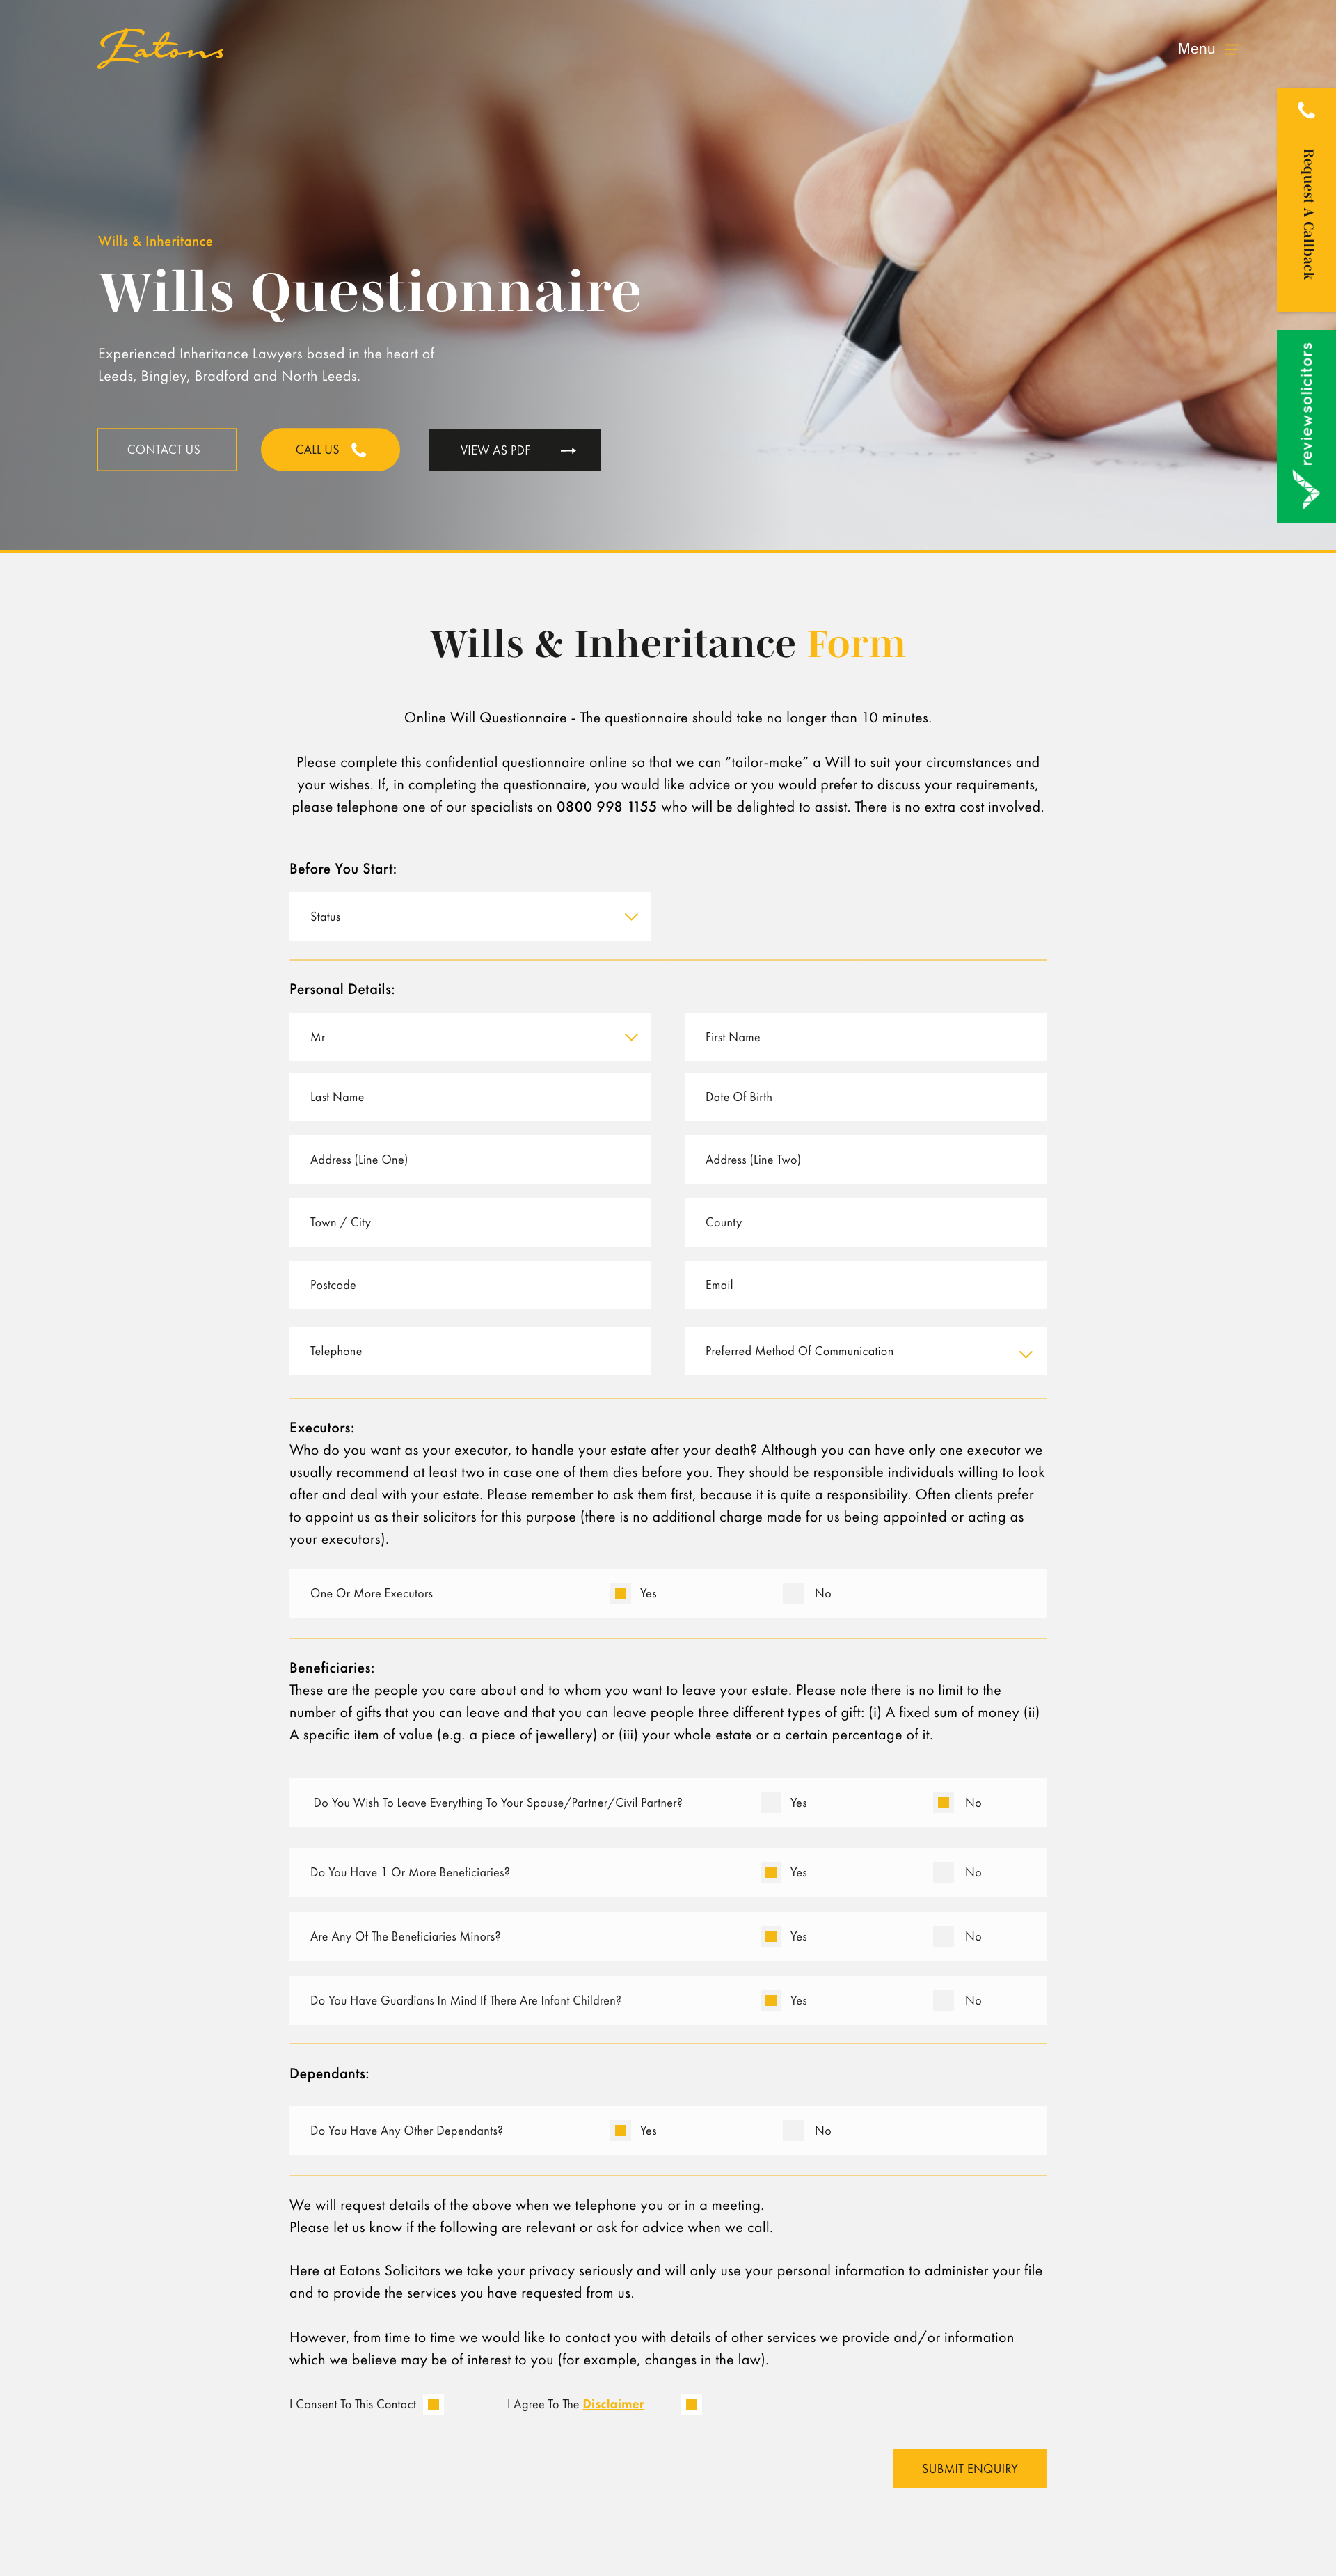 Eatons
Menu
Request A Callback
reviewsolicitors
Wills & Inheritance
Wills Questionnaire
Experienced Inheritance Lawyers based in the heart of
Leeds, Bingley, Bradford and North Leeds.
CONTACT US
CALL US
VIEW AS PDF
Wills & Inheritance Form
Online Will Questionnaire - The questionnaire should take no longer than 10 minutes.
Please complete this confidential questionnaire online so that we can “tailor-make” a Will to suit your circumstances and
your wishes. If, in completing the questionnaire, you would like advice or you would prefer to discuss your requirements,
please telephone one of our specialists on 0800 998 1155 who will be delighted to assist. There is no extra cost involved.
Before You Start:
Status
Personal Details:
Mr
First Name
Last Name
Date Of Birth
Address (Line One)
Address (Line Two)
Town / City
County
Postcode
Email
Telephone
Preferred Method Of Communication
Executors:
Who do you want as your executor, to handle your estate after your death? Although you can have only one executor we
usually recommend at least two in case one of them dies before you. They should be responsible individuals willing to look
after and deal with your estate. Please remember to ask them first, because it is quite a responsibility. Often clients prefer
to appoint us as their solicitors for this purpose (there is no additional charge made for us being appointed or acting as
your executors).
One Or More Executors Yes No
Beneficiaries:
These are the people you care about and to whom you want to leave your estate. Please note there is no limit to the
number of gifts that you can leave and that you can leave people three different types of gift: (i) A fixed sum of money (ii)
A specific item of value (e.g. a piece of jewellery) or (iii) your whole estate or a certain percentage of it.
Do You Wish To Leave Everything To Your Spouse/Partner/Civil Partner? Yes No
Do You Have 1 Or More Beneficiaries? Yes No
Are Any Of The Beneficiaries Minors? Yes No
Do You Have Guardians In Mind If There Are Infant Children? Yes No
Dependants:
Do You Have Any Other Dependants? Yes No
We will request details of the above when we telephone you or in a meeting.
Please let us know if the following are relevant or ask for advice when we call.
Here at Eatons Solicitors we take your privacy seriously and will only use your personal information to administer your file
and to provide the services you have requested from us.
However, from time to time we would like to contact you with details of other services we provide and/or information
which we believe may be of interest to you (for example, changes in the law).
I Consent To This Contact
I Agree To The Disclaimer
SUBMIT ENQUIRY